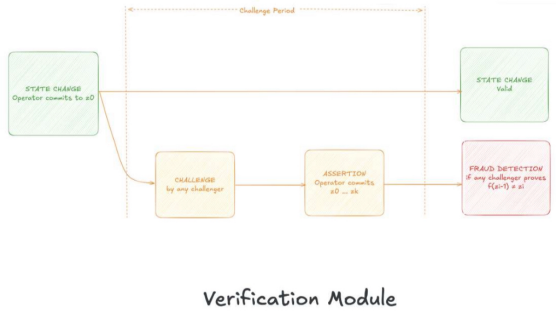 Challenge Period
STATE CHANGE
Operator commits to z0
STATE CHANGE
Valid
CHALLENGE
by any challenger
ASSERTION
Operator commits
z0 ... zk
FRAUD DETECTION
if any challenger proves
f(zi-1) ≠ zi
Verification Module